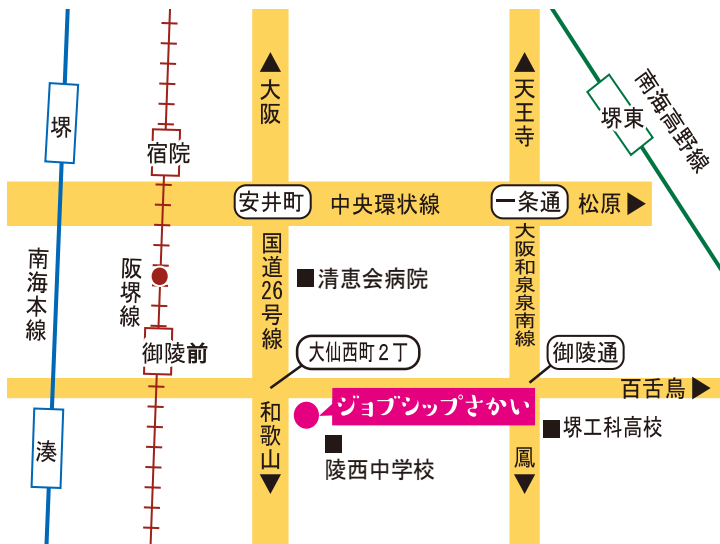 大阪
天王寺
堺東
南海高野線
堺
宿院
安井町
中央環状線
一条通
松原
南海本線
阪堺線
国道26号線
清恵会病院
大阪和泉泉南線
御陵前
大仙西町２丁
御陵通
百舌鳥
ジョブシップさかい
和歌山
堺工科高校
陵西中学校
鳳
湊